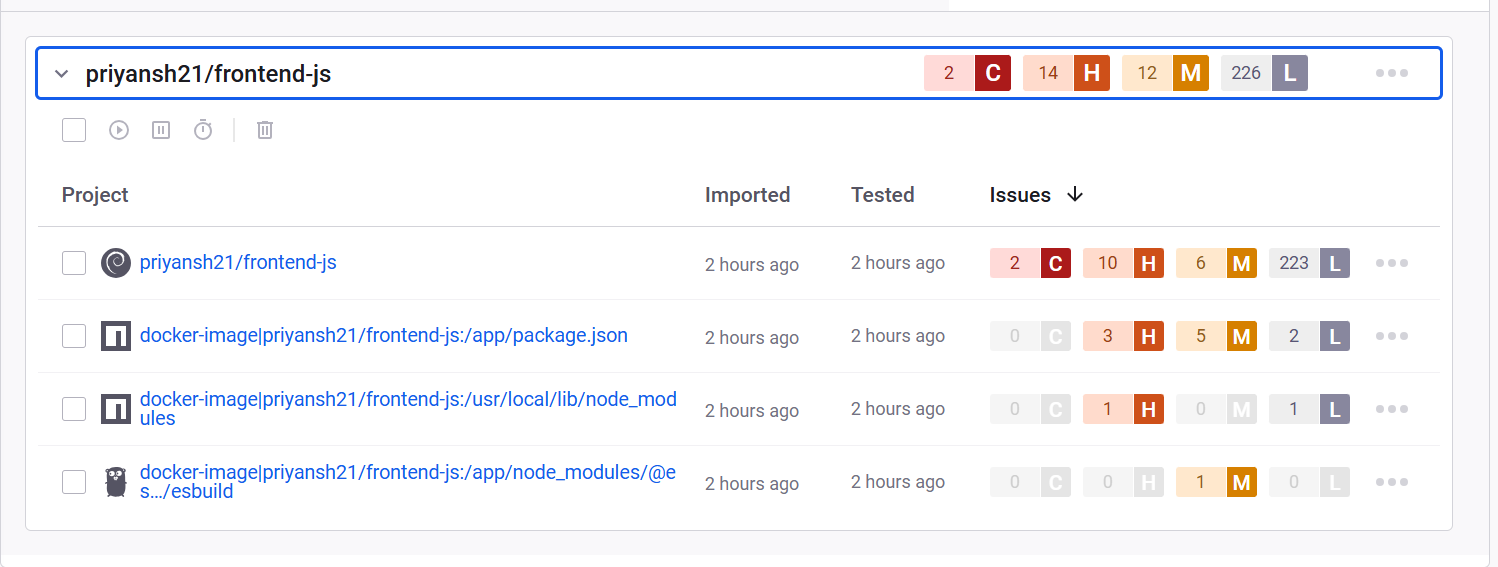 priyansh21/frontend-js 2 C 14 H 12 M 226 L
Project Imported Tested Issues
priyansh21/frontend-js 2 hours ago 2 hours ago 2 C 10 H 6 M 223 L
docker-image|priyansh21/frontend-js:/app/package.json 2 hours ago 2 hours ago 0 C 3 H 5 M 2 L
docker-image|priyansh21/frontend-js:/usr/local/lib/node_mod
ules 2 hours ago 2 hours ago 0 C 1 H 0 M 1 L
docker-image|priyansh21/frontend-js:/app/node_modules/@e
s.../esbuild 2 hours ago 2 hours ago 0 C 0 H 1 M 0 L